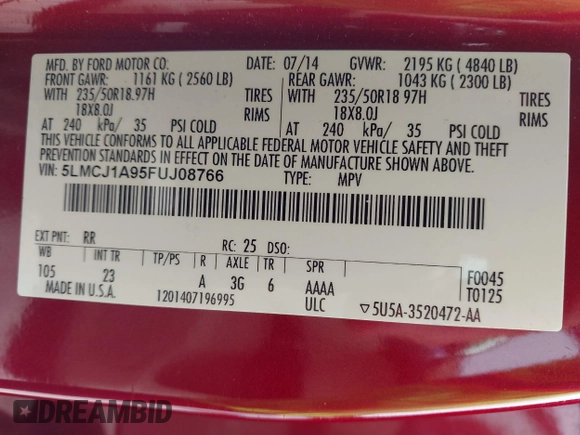 MFD. BY FORD MOTOR CO. DATE: 07/14 GVWR: 2195 KG ( 4840 LB)
FRONT GAWR: 1161 KG ( 2560 LB) REAR GAWR: 1043 KG ( 2300 LB)
WITH 235/50R18 97H TIRES WITH 235/50R18 97H TIRES
18X8.0J RIMS 18X8.0J RIMS
AT 240 kPa/ 35 PSI COLD AT 240 kPa/ 35 PSI COLD
THIS VEHICLE CONFORMS TO ALL APPLICABLE FEDERAL MOTOR VEHICLE SAFETY AND THEFT
PREVENTION STANDARDS IN EFFECT ON THE DATE OF MANUFACTURE SHOWN ABOVE.
VIN: 5LMCJ1A95FUJ08766 TYPE: MPV
EXT PNT: RR RC: 25 DSO:
WB INT TR TP/PS R AXLE TR SPR F0045
105 23 A 3G 6 AAAA T0125
MADE IN U.S.A. 1201407196995 ULC ▽5U5A-3520472-AA
DREAMBID